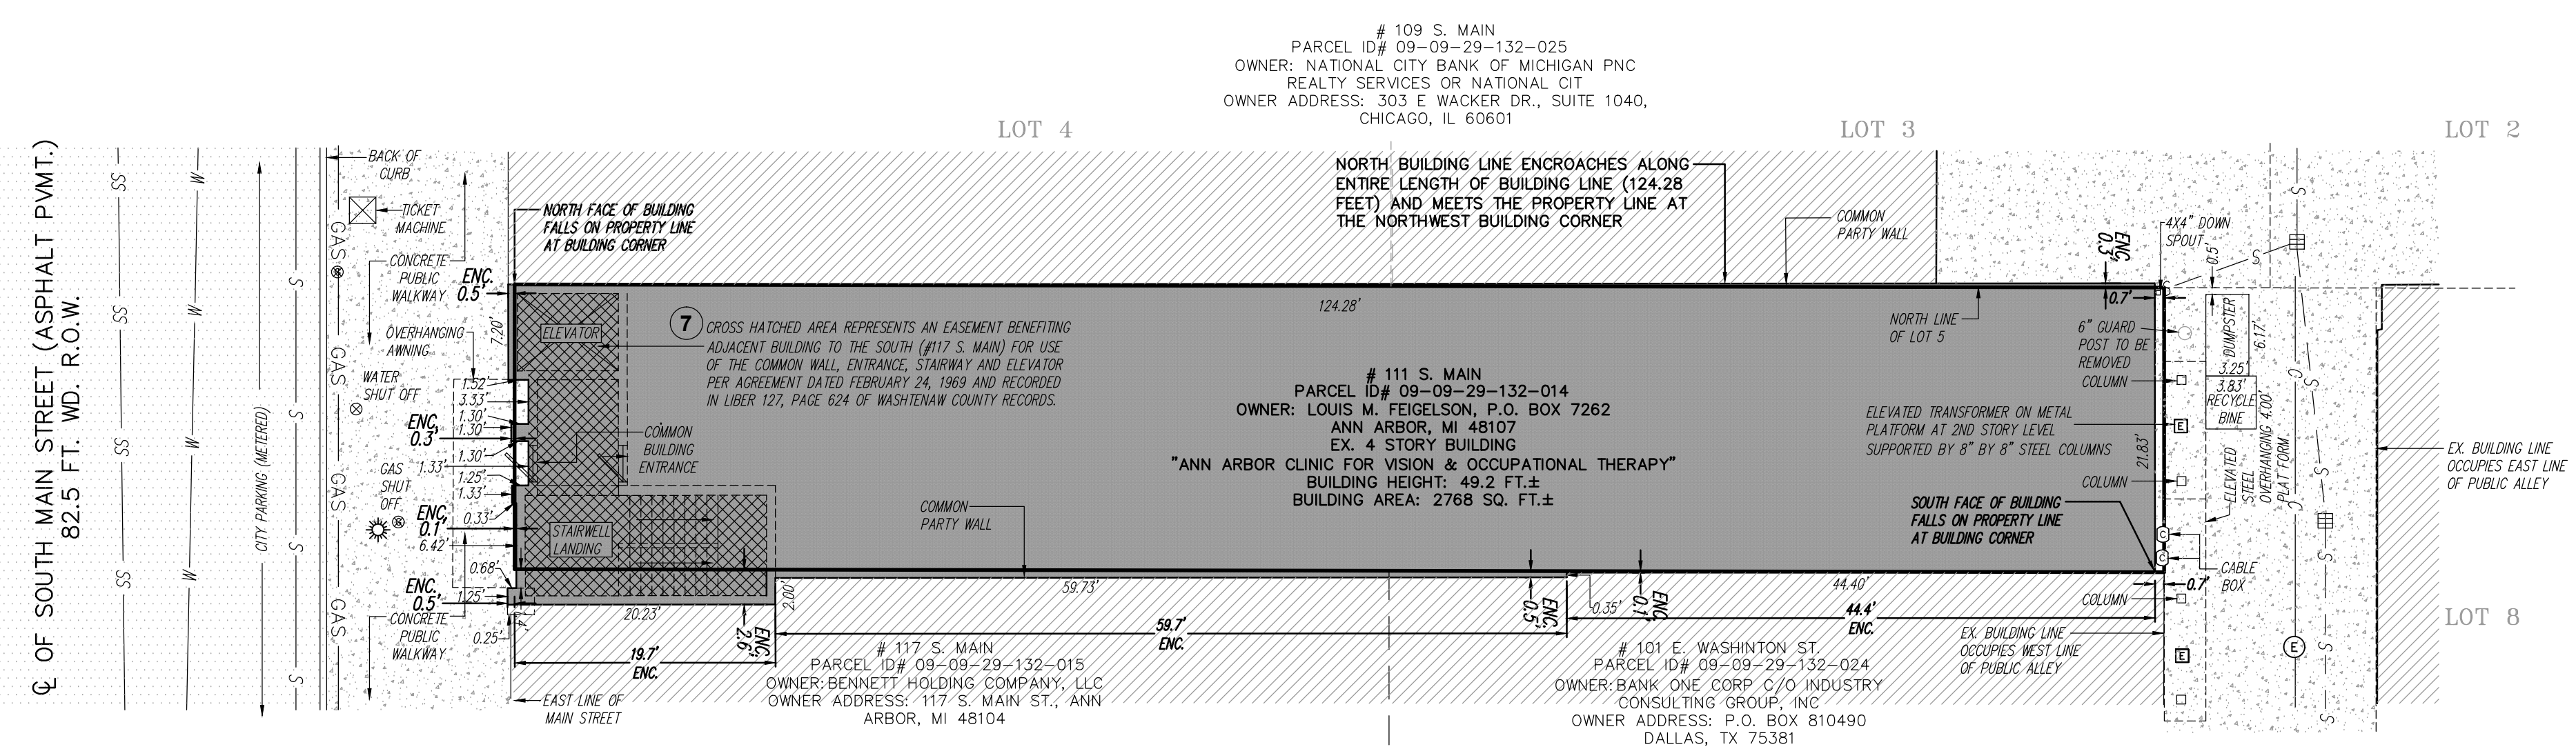 # 109 S. MAIN
PARCEL ID# 09-09-29-132-025
OWNER: NATIONAL CITY BANK OF MICHIGAN PNC
REALTY SERVICES OR NATIONAL CIT
OWNER ADDRESS: 303 E WACKER DR., SUITE 1040,
CHICAGO, IL 60601
LOT 4
LOT 3
LOT 2
℄ OF SOUTH MAIN STREET (ASPHALT PVMT.)
82.5 FT. WD. R.O.W.
SS
SS
SS
SS
W
W
W
W
CITY PARKING (METERED)
S
S
S
S
S
GAS
GAS
GAS
GAS
BACK OF
CURB
TICKET
MACHINE
CONCRETE
PUBLIC
WALKWAY
ENC.
0.5'
OVERHANGING
AWNING
WATER
SHUT OFF
7.20'
1.52'
3.33'
1.30'
1.30'
ENC.
0.3'
1.30'
1.33'
1.25'
1.33'
GAS
SHUT
OFF
ENC.
0.1'
0.33'
6.42'
0.68'
ENC.
0.5'
1.25'
CONCRETE
PUBLIC
WALKWAY
0.25'
NORTH FACE OF BUILDING
FALLS ON PROPERTY LINE
AT BUILDING CORNER
NORTH BUILDING LINE ENCROACHES ALONG
ENTIRE LENGTH OF BUILDING LINE (124.28
FEET) AND MEETS THE PROPERTY LINE AT
THE NORTHWEST BUILDING CORNER
COMMON
PARTY WALL
ENC.
0.3'
4X4" DOWN
SPOUT
0.5'
S
S
ELEVATOR
7
CROSS HATCHED AREA REPRESENTS AN EASEMENT BENEFITING
ADJACENT BUILDING TO THE SOUTH (#117 S. MAIN) FOR USE
OF THE COMMON WALL, ENTRANCE, STAIRWAY AND ELEVATOR
PER AGREEMENT DATED FEBRUARY 24, 1969 AND RECORDED
IN LIBER 127, PAGE 624 OF WASHTENAW COUNTY RECORDS.
COMMON
BUILDING
ENTRANCE
STAIRWELL
LANDING
124.28'
0.7'
NORTH LINE
OF LOT 5
6" GUARD
POST TO BE
REMOVED
COLUMN
# 111 S. MAIN
PARCEL ID# 09-09-29-132-014
OWNER: LOUIS M. FEIGELSON, P.O. BOX 7262
ANN ARBOR, MI 48107
EX. 4 STORY BUILDING
"ANN ARBOR CLINIC FOR VISION & OCCUPATIONAL THERAPY"
BUILDING HEIGHT: 49.2 FT.±
BUILDING AREA: 2768 SQ. FT.±
ELEVATED TRANSFORMER ON METAL
PLATFORM AT 2ND STORY LEVEL
SUPPORTED BY 8" BY 8" STEEL COLUMNS
COLUMN
21.83'
SOUTH FACE OF BUILDING
FALLS ON PROPERTY LINE
AT BUILDING CORNER
DUMPSTER
6.17'
3.25'
3.83'
RECYCLE
BINE
E
ELEVATED
STEEL
OVERHANGING 4.00'
PLATFORM
C
C
C
C
S
S
S
S
S
S
EX. BUILDING LINE
OCCUPIES EAST LINE
OF PUBLIC ALLEY
COMMON
PARTY WALL
CABLE
BOX
0.7'
COLUMN
20.23'
2.00'
59.73'
44.40'
0.35'
ENC.
2.6'
ENC.
0.5'
ENC.
0.1'
19.7'
ENC.
59.7'
ENC.
44.4'
ENC.
EX. BUILDING LINE
OCCUPIES WEST LINE
OF PUBLIC ALLEY
E
E
LOT 8
EAST LINE OF
MAIN STREET
# 117 S. MAIN
PARCEL ID# 09-09-29-132-015
OWNER: BENNETT HOLDING COMPANY, LLC
OWNER ADDRESS: 117 S. MAIN ST., ANN
ARBOR, MI 48104
# 101 E. WASHINTON ST.
PARCEL ID# 09-09-29-132-024
OWNER: BANK ONE CORP C/O INDUSTRY
CONSULTING GROUP, INC
OWNER ADDRESS: P.O. BOX 810490
DALLAS, TX 75381